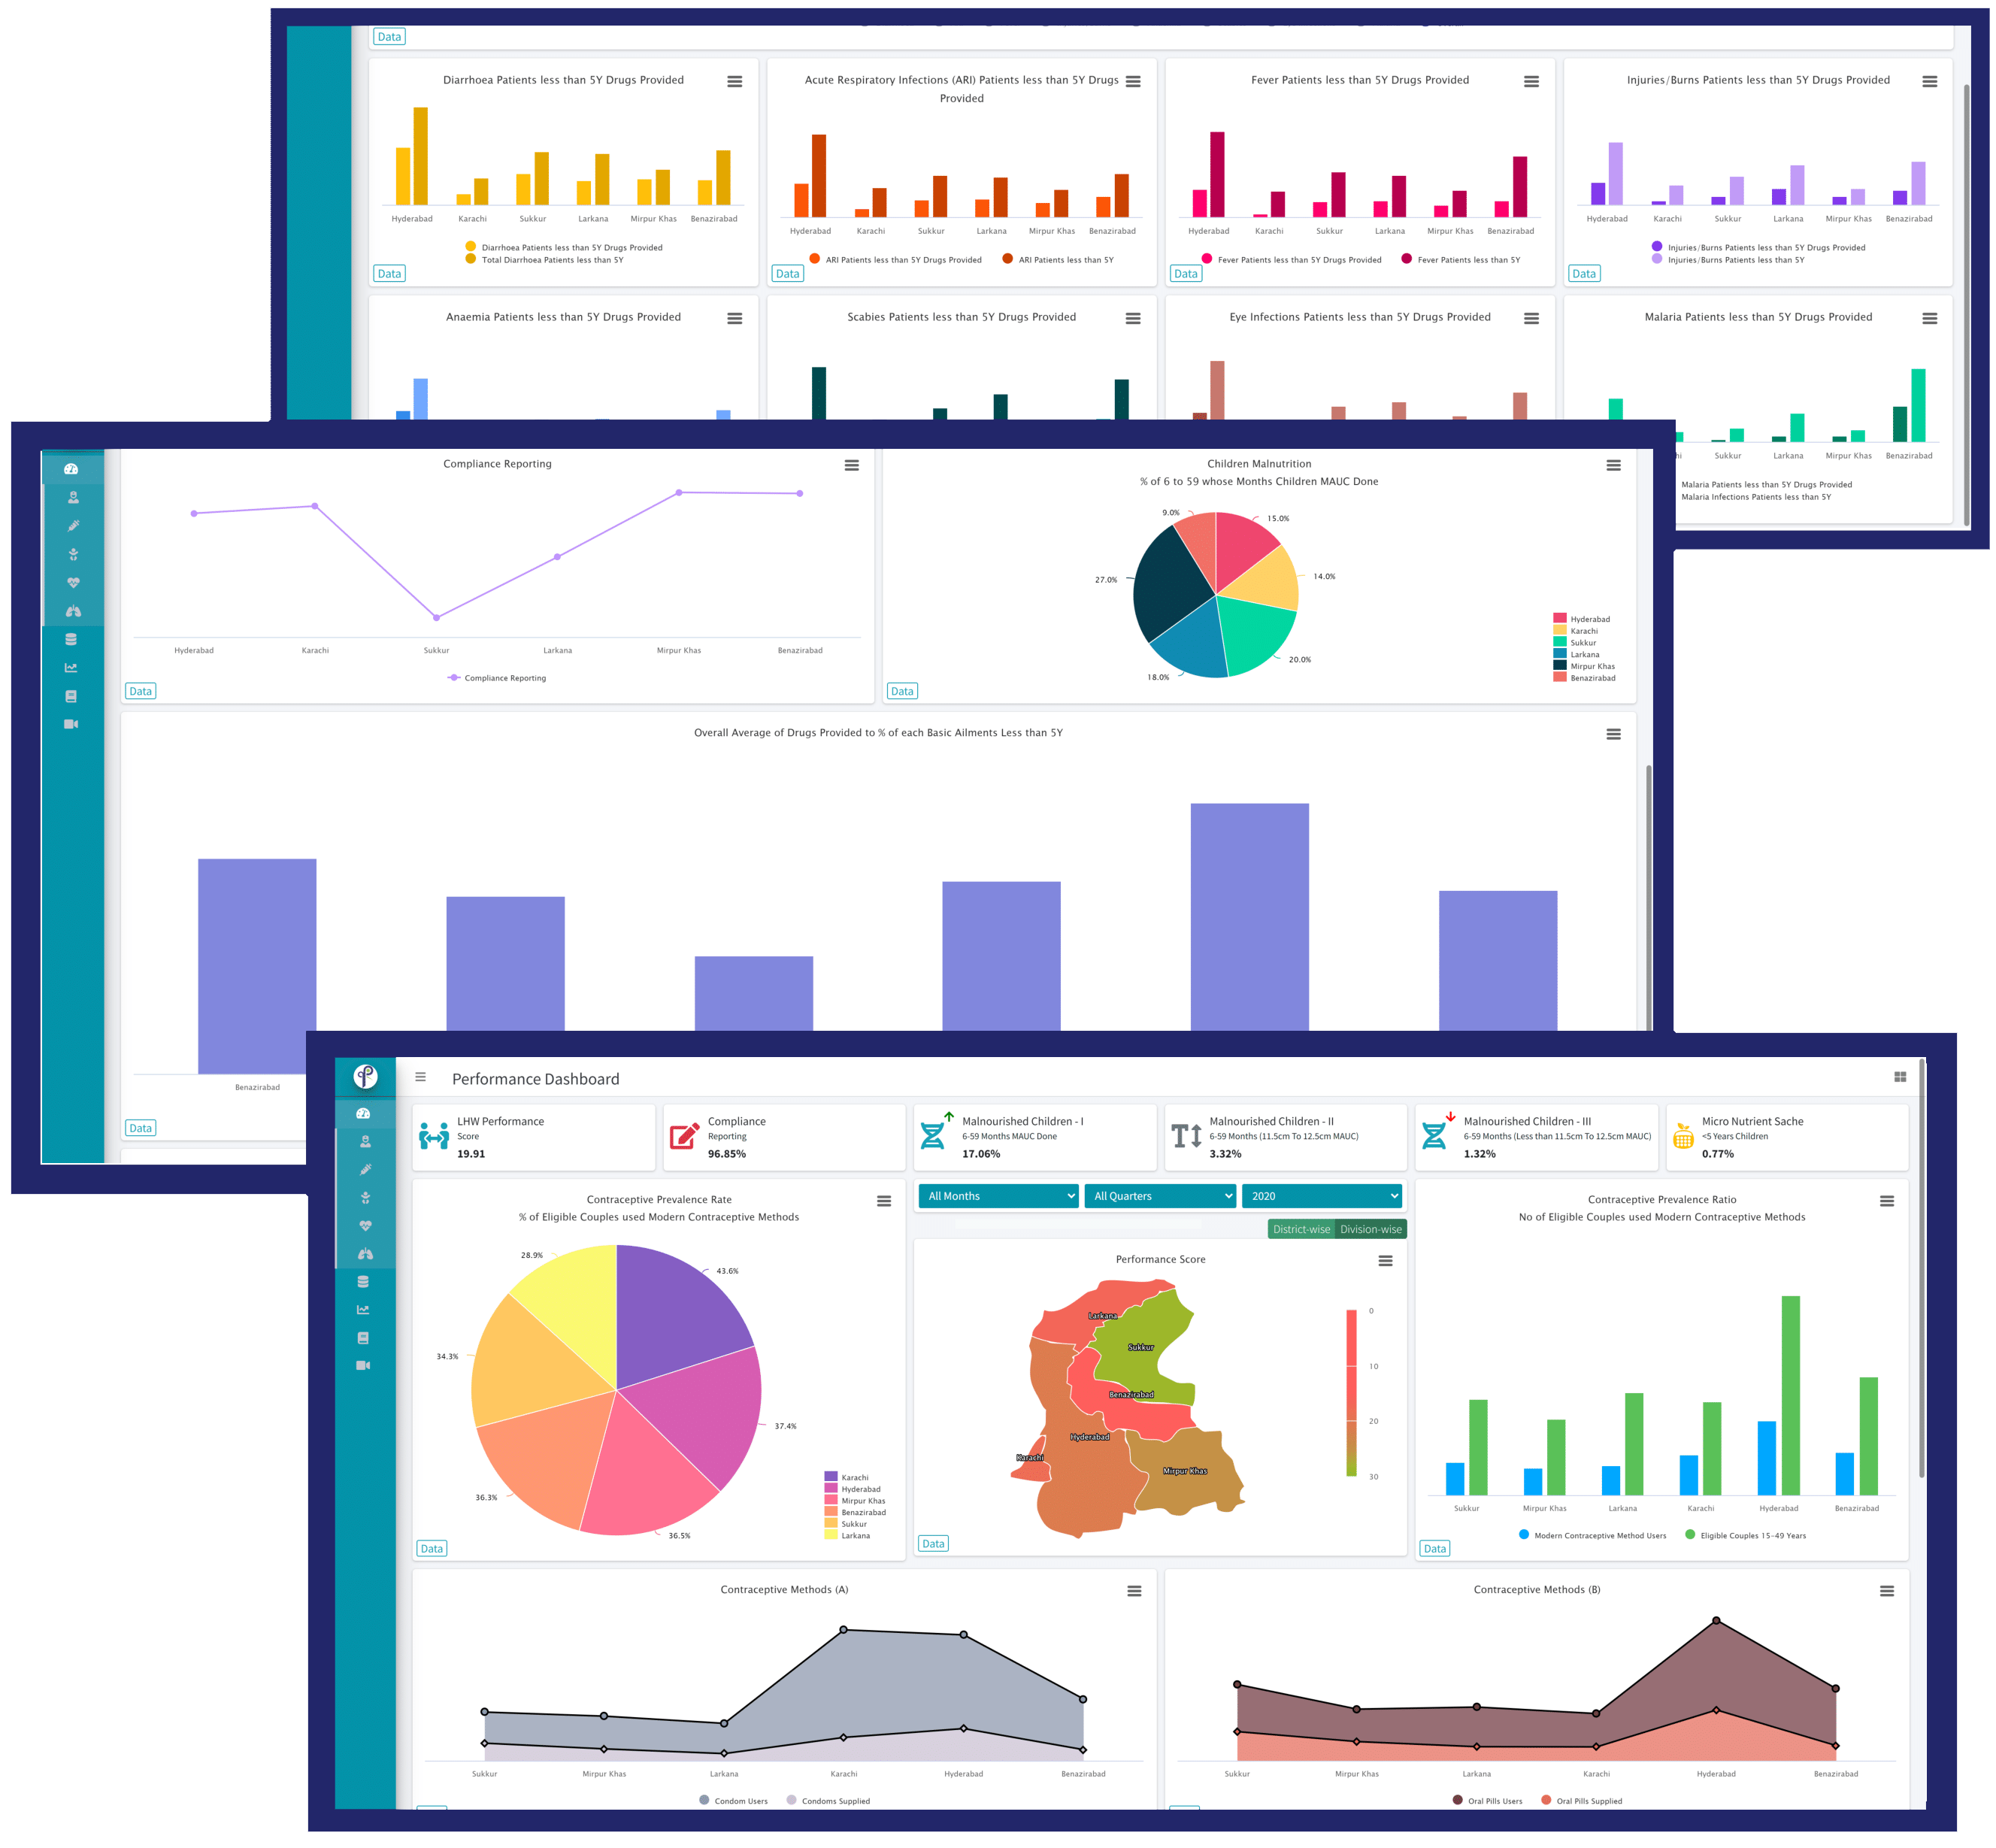 Data
Diarrhoea Patients less than 5Y Drugs Provided
Hyderabad Karachi Sukkur Larkana Mirpur Khas Benazirabad
Diarrhoea Patients less than 5Y Drugs Provided
Total Diarrhoea Patients less than 5Y
Data
Acute Respiratory Infections (ARI) Patients less than 5Y Drugs
Provided
Hyderabad Karachi Sukkur Larkana Mirpur Khas Benazirabad
ARI Patients less than 5Y Drugs Provided ARI Patients less than 5Y
Data
Fever Patients less than 5Y Drugs Provided
Hyderabad Karachi Sukkur Larkana Mirpur Khas Benazirabad
Fever Patients less than 5Y Drugs Provided Fever Patients less than 5Y
Data
Injuries/Burns Patients less than 5Y Drugs Provided
Hyderabad Karachi Sukkur Larkana Mirpur Khas Benazirabad
Injuries/Burns Patients less than 5Y Drugs Provided
Injuries/Burns Patients less than 5Y
Data
Anaemia Patients less than 5Y Drugs Provided
Scabies Patients less than 5Y Drugs Provided
Eye Infections Patients less than 5Y Drugs Provided
Malaria Patients less than 5Y Drugs Provided
hi Sukkur Larkana Mirpur Khas Benazirabad
Malaria Patients less than 5Y Drugs Provided
Malaria Infections Patients less than 5Y
Compliance Reporting
Hyderabad Karachi Sukkur Larkana Mirpur Khas Benazirabad
Compliance Reporting
Data
Children Malnutrition
% of 6 to 59 whose Months Children MAUC Done
9.0%
15.0%
14.0%
27.0%
20.0%
18.0%
Hyderabad
Karachi
Sukkur
Larkana
Mirpur Khas
Benazirabad
Data
Overall Average of Drugs Provided to % of each Basic Ailments Less than 5Y
Benazirabad
Data
Performance Dashboard
LHW Performance
Score
19.91
Compliance
Reporting
96.85%
Malnourished Children - I
6-59 Months MAUC Done
17.06%
Malnourished Children - II
6-59 Months (11.5cm To 12.5cm MAUC)
3.32%
Malnourished Children - III
6-59 Months (Less than 11.5cm To 12.5cm MAUC)
1.32%
Micro Nutrient Sache
<5 Years Children
0.77%
Contraceptive Prevalence Rate
% of Eligible Couples used Modern Contraceptive Methods
28.9%
43.6%
34.3%
37.4%
36.3%
36.5%
Karachi
Hyderabad
Mirpur Khas
Benazirabad
Sukkur
Larkana
Data
All Months All Quarters 2020
District-wise Division-wise
Performance Score
Larkana
Sukkur
Benazirabad
Hyderabad
Karachi
Mirpur Khas
0
10
20
30
Data
Contraceptive Prevalence Ratio
No of Eligible Couples used Modern Contraceptive Methods
Sukkur Mirpur Khas Larkana Karachi Hyderabad Benazirabad
Modern Contraceptive Method Users Eligible Couples 15-49 Years
Data
Contraceptive Methods (A)
Sukkur Mirpur Khas Larkana Karachi Hyderabad Benazirabad
Condom Users Condoms Supplied
Contraceptive Methods (B)
Sukkur Mirpur Khas Larkana Karachi Hyderabad Benazirabad
Oral Pills Users Oral Pills Supplied